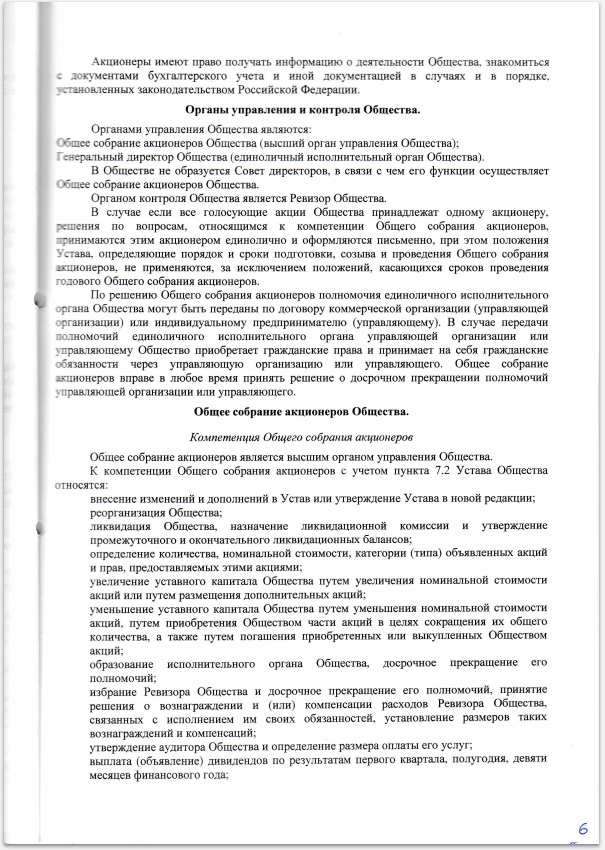 Акционеры имеют право получать информацию о деятельности Общества, знакомиться
с документами бухгалтерского учета и иной документацией в случаях и в порядке,
установленных законодательством Российской Федерации.
Органы управления и контроля Общества.
Органами управления Общества являются:
Общее собрание акционеров Общества (высший орган управления Общества);
Генеральный директор Общества (единоличный исполнительный орган Общества).
В Обществе не образуется Совет директоров, в связи с чем его функции осуществляет
Общее собрание акционеров Общества.
Органом контроля Общества является Ревизор Общества.
В случае если все голосующие акции Общества принадлежат одному акционеру,
решения по вопросам, относящимся к компетенции Общего собрания акционеров,
принимаются этим акционером единолично и оформляются письменно, при этом положения
Устава, определяющие порядок и сроки подготовки, созыва и проведения Общего собрания
акционеров, не применяются, за исключением положений, касающихся сроков проведения
годового Общего собрания акционеров.
По решению Общего собрания акционеров полномочия единоличного исполнительного
органа Общества могут быть переданы по договору коммерческой организации (управляющей
организации) или индивидуальному предпринимателю (управляющему). В случае передачи
полномочий единоличного исполнительного органа управляющей организации или
управляющему Общество приобретает гражданские права и принимает на себя гражданские
обязанности через управляющую организацию или управляющего. Общее собрание
акционеров вправе в любое время принять решение о досрочном прекращении полномочий
управляющей организации или управляющего.
Общее собрание акционеров Общества.
Компетенция Общего собрания акционеров
Общее собрание акционеров является высшим органом управления Общества.
К компетенции Общего собрания акционеров с учетом пункта 7.2 Устава Общества
относятся:
внесение изменений и дополнений в Устав или утверждение Устава в новой редакции;
реорганизация Общества;
ликвидация Общества, назначение ликвидационной комиссии и утверждение
промежуточного и окончательного ликвидационных балансов;
определение количества, номинальной стоимости, категории (типа) объявленных акций
и прав, предоставляемых этими акциями;
увеличение уставного капитала Общества путем увеличения номинальной стоимости
акций или путем размещения дополнительных акций;
уменьшение уставного капитала Общества путем уменьшения номинальной стоимости
акций, путем приобретения Обществом части акций в целях сокращения их общего
количества, а также путем погашения приобретенных или выкупленных Обществом
акций;
образование исполнительного органа Общества, досрочное прекращение его
полномочий;
избрание Ревизора Общества и досрочное прекращение его полномочий, принятие
решения о вознаграждении и (или) компенсации расходов Ревизора Общества,
связанных с исполнением им своих обязанностей, установление размеров таких
вознаграждений и компенсаций;
утверждение аудитора Общества и определение размера оплаты его услуг;
выплата (объявление) дивидендов по результатам первого квартала, полугодия, девяти
месяцев финансового года;
6